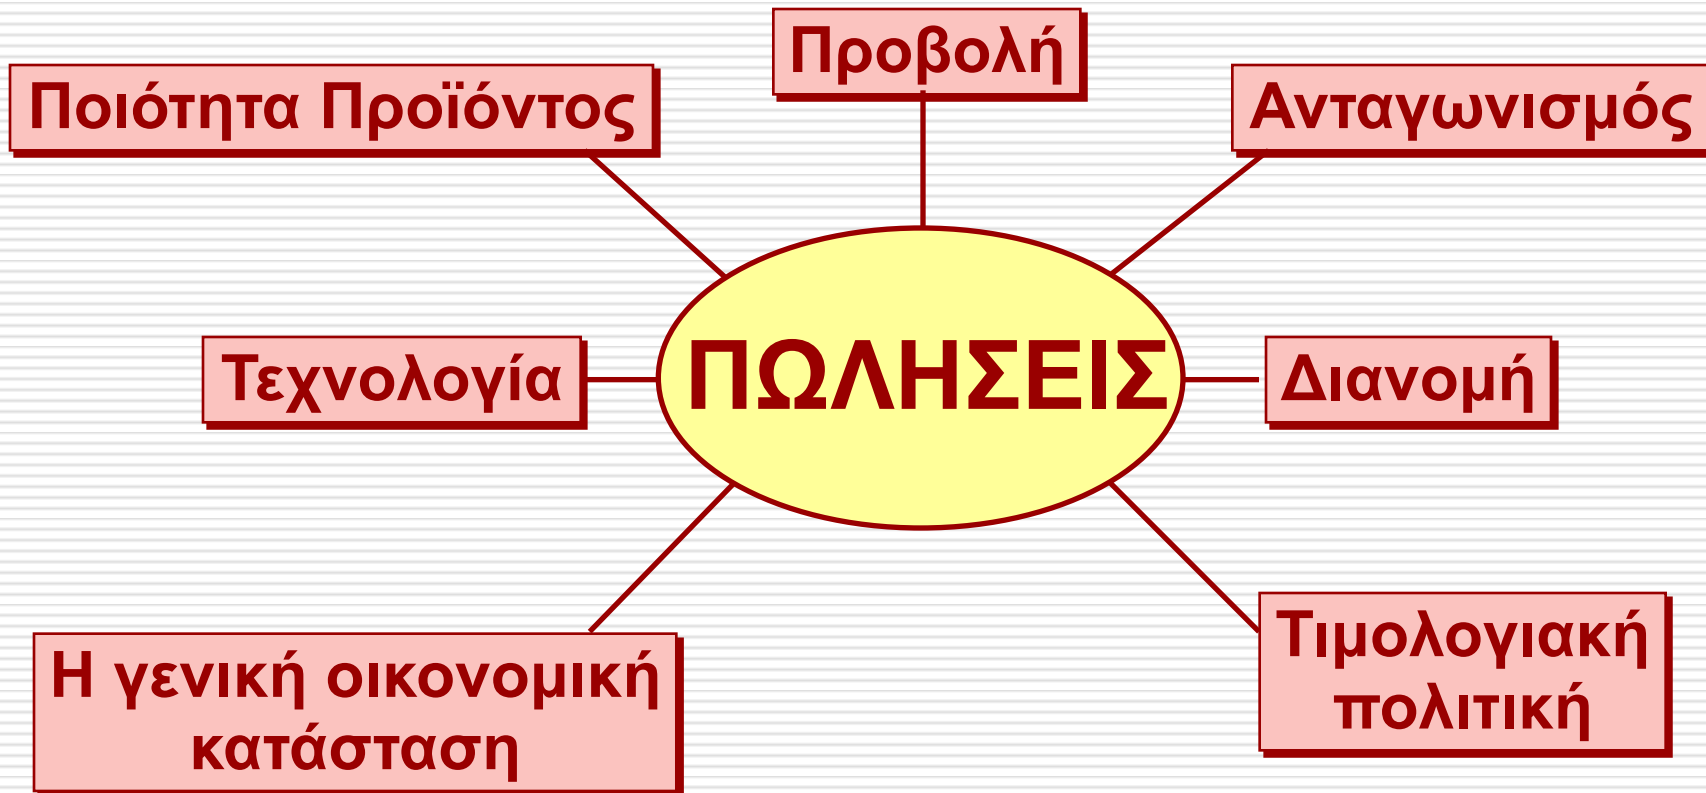 Προβολή
Ποιότητα Προϊόντος
Ανταγωνισμός
Τεχνολογία
ΠΩΛΗΣΕΙΣ
Διανομή
Η γενική οικονομική
κατάσταση
Τιμολογιακή
πολιτική